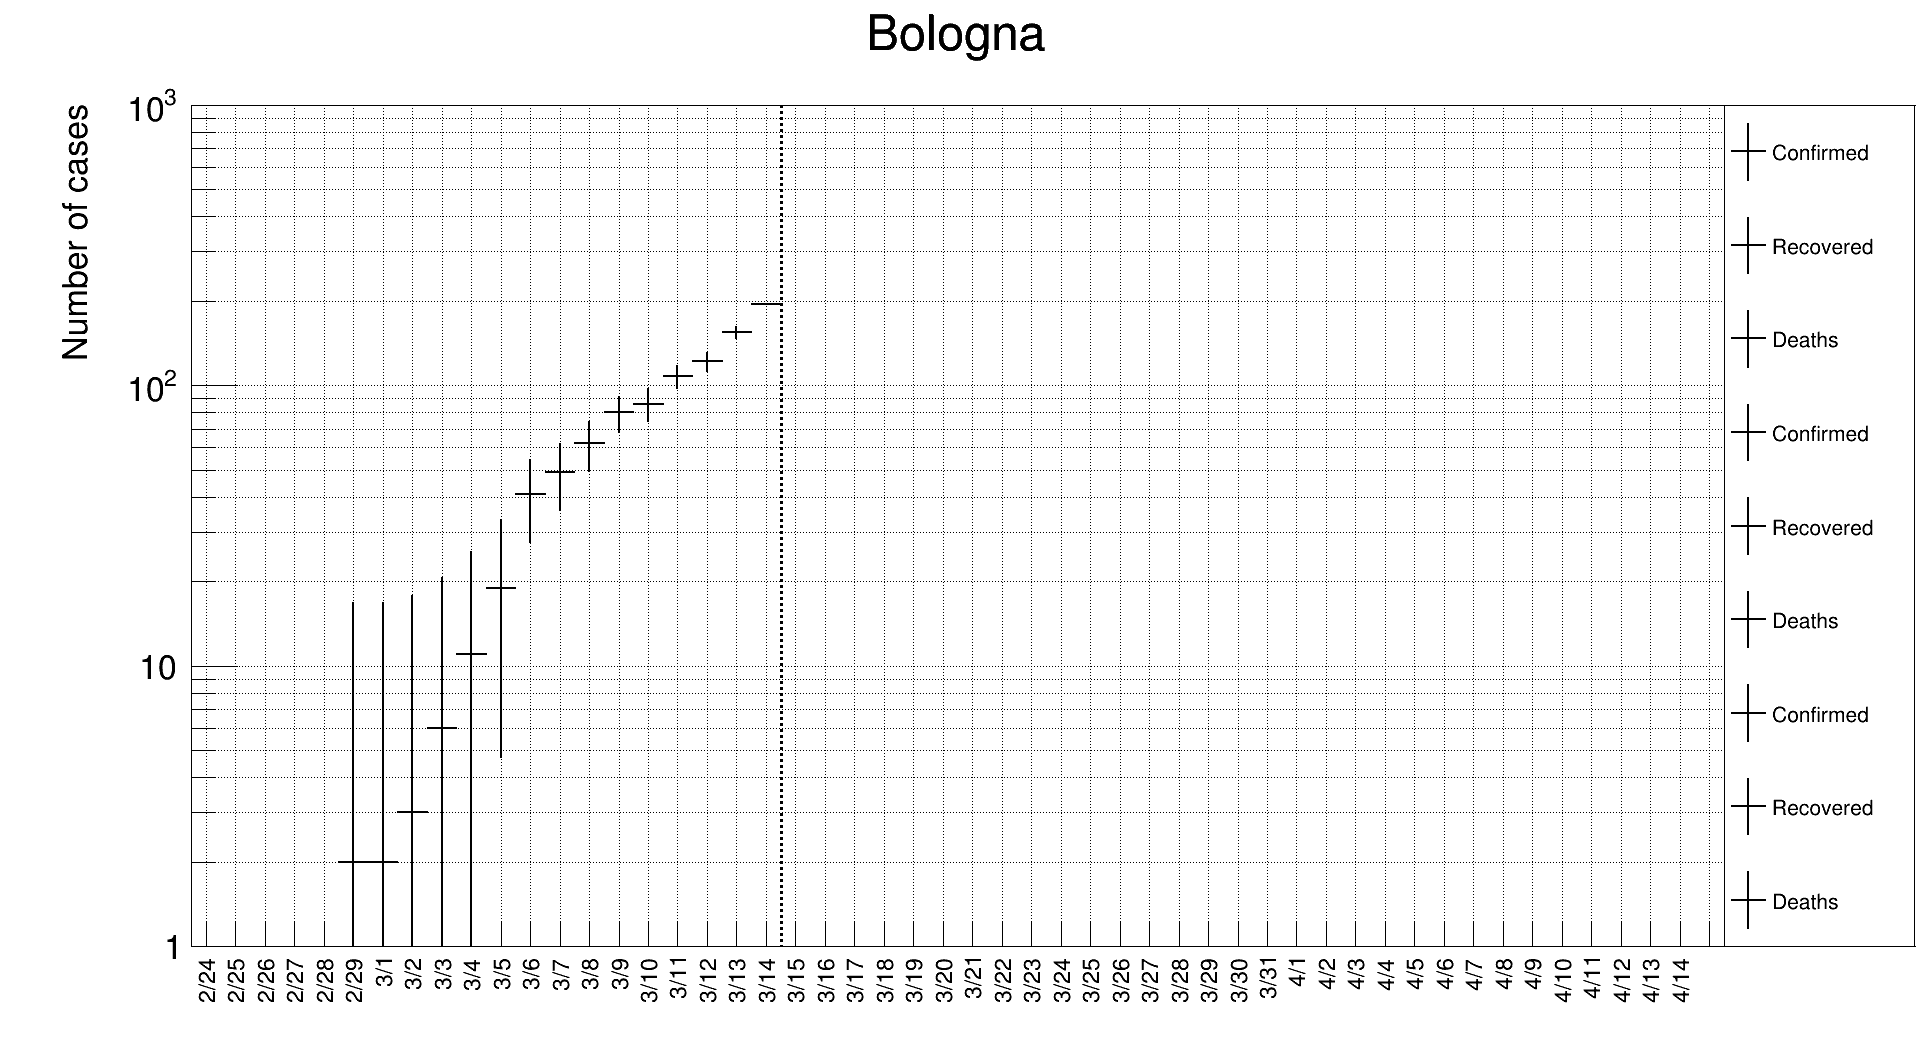 Bologna
Number of cases
10³
10²
10
1
2/24 2/25 2/26 2/27 2/28 2/29 3/1 3/2 3/3 3/4 3/5 3/6 3/7 3/8 3/9 3/10 3/11 3/12 3/13 3/14 3/15 3/16 3/17 3/18 3/19 3/20 3/21 3/22 3/23 3/24 3/25 3/26 3/27 3/28 3/29 3/30 3/31 4/1 4/2 4/3 4/4 4/5 4/6 4/7 4/8 4/9 4/10 4/11 4/12 4/13 4/14
Confirmed
Recovered
Deaths
Confirmed
Recovered
Deaths
Confirmed
Recovered
Deaths